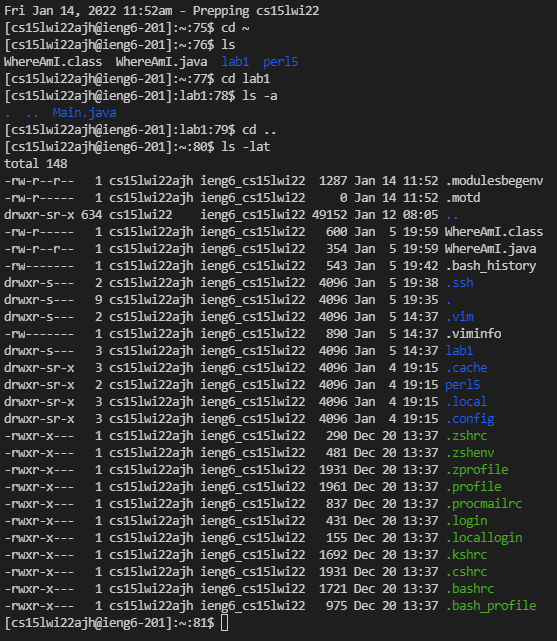 Fri Jan 14, 2022 11:52am - Prepping cs15lwi22
[cs15lwi22ajh@ieng6-201]:~:75$ cd ~
[cs15lwi22ajh@ieng6-201]:~:76$ ls
WhereAmI.class  WhereAmI.java  lab1  perl5
[cs15lwi22ajh@ieng6-201]:~:77$ cd lab1
[cs15lwi22ajh@ieng6-201]:lab1:78$ ls -a
.  ..  Main.java
[cs15lwi22ajh@ieng6-201]:lab1:79$ cd ..
[cs15lwi22ajh@ieng6-201]:~:80$ ls -lat
total 148
-rw-r--r--   1 cs15lwi22ajh ieng6_cs15lwi22  1287 Jan 14 11:52 .modulesbegenv
-rw-r-----   1 cs15lwi22ajh ieng6_cs15lwi22     0 Jan 14 11:52 .motd
drwxr-sr-x 634 cs15lwi22    ieng6_cs15lwi22 49152 Jan 12 08:05 ..
-rw-r-----   1 cs15lwi22ajh ieng6_cs15lwi22   600 Jan  5 19:59 WhereAmI.class
-rw-r--r--   1 cs15lwi22ajh ieng6_cs15lwi22   354 Jan  5 19:59 WhereAmI.java
-rw-------   1 cs15lwi22ajh ieng6_cs15lwi22   543 Jan  5 19:42 .bash_history
drwxr-s---   2 cs15lwi22ajh ieng6_cs15lwi22  4096 Jan  5 19:38 .ssh
drwxr-s---   9 cs15lwi22ajh ieng6_cs15lwi22  4096 Jan  5 19:35 .
drwxr-s---   2 cs15lwi22ajh ieng6_cs15lwi22  4096 Jan  5 14:37 .vim
-rw-------   1 cs15lwi22ajh ieng6_cs15lwi22   890 Jan  5 14:37 .viminfo
drwxr-s---   3 cs15lwi22ajh ieng6_cs15lwi22  4096 Jan  5 14:37 lab1
drwxr-sr-x   3 cs15lwi22ajh ieng6_cs15lwi22  4096 Jan  4 19:15 .cache
drwxr-sr-x   2 cs15lwi22ajh ieng6_cs15lwi22  4096 Jan  4 19:15 perl5
drwxr-sr-x   3 cs15lwi22ajh ieng6_cs15lwi22  4096 Jan  4 19:15 .local
drwxr-sr-x   3 cs15lwi22ajh ieng6_cs15lwi22  4096 Jan  4 19:15 .config
-rwxr-x---   1 cs15lwi22ajh ieng6_cs15lwi22   290 Dec 20 13:37 .zshrc
-rwxr-x---   1 cs15lwi22ajh ieng6_cs15lwi22   481 Dec 20 13:37 .zshenv
-rwxr-x---   1 cs15lwi22ajh ieng6_cs15lwi22  1931 Dec 20 13:37 .zprofile
-rwxr-x---   1 cs15lwi22ajh ieng6_cs15lwi22  1961 Dec 20 13:37 .profile
-rwxr-x---   1 cs15lwi22ajh ieng6_cs15lwi22   837 Dec 20 13:37 .procmailrc
-rwxr-x---   1 cs15lwi22ajh ieng6_cs15lwi22   431 Dec 20 13:37 .login
-rwxr-x---   1 cs15lwi22ajh ieng6_cs15lwi22   155 Dec 20 13:37 .locallogin
-rwxr-x---   1 cs15lwi22ajh ieng6_cs15lwi22  1692 Dec 20 13:37 .kshrc
-rwxr-x---   1 cs15lwi22ajh ieng6_cs15lwi22  1931 Dec 20 13:37 .cshrc
-rwxr-x---   1 cs15lwi22ajh ieng6_cs15lwi22  1721 Dec 20 13:37 .bashrc
-rwxr-x---   1 cs15lwi22ajh ieng6_cs15lwi22   975 Dec 20 13:37 .bash_profile
[cs15lwi22ajh@ieng6-201]:~:81$